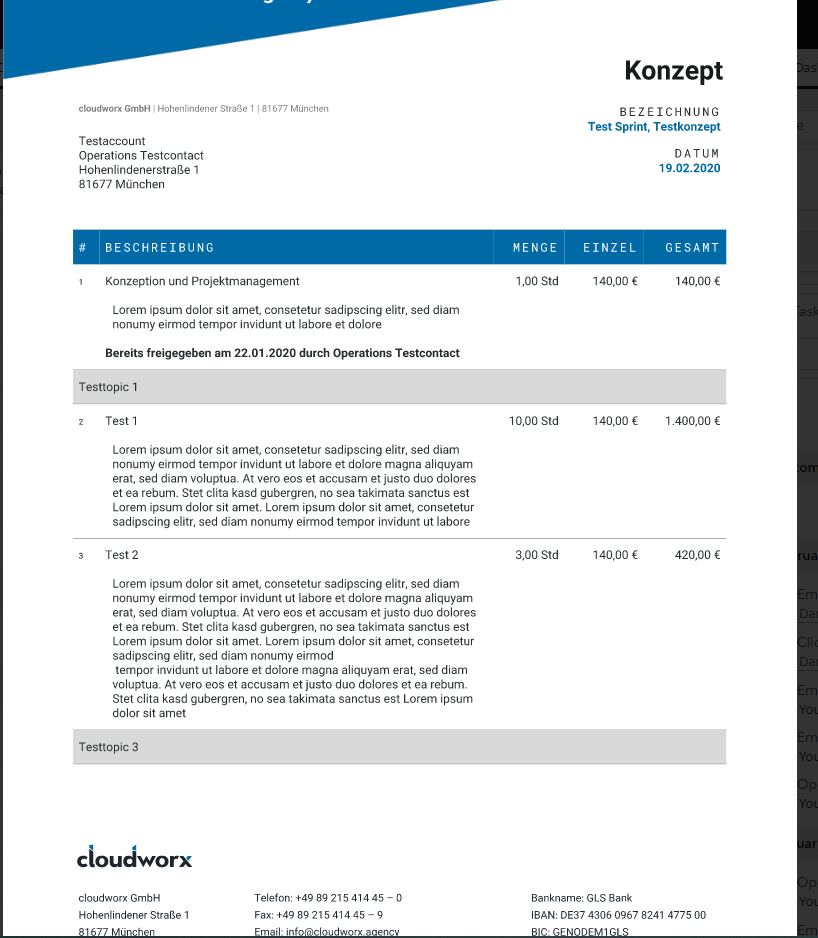 Konzept
cloudworx GmbH | Hohenlindener Straße 1 | 81677 München
BEZEICHNUNG
Test Sprint, Testkonzept
Testaccount
Operations Testcontact
Hohenlindenerstraße 1
81677 München
DATUM
19.02.2020
# BESCHREIBUNG MENGE EINZEL GESAMT
1 Konzeption und Projektmanagement 1,00 Std 140,00 € 140,00 €
Lorem ipsum dolor sit amet, consetetur sadipscing elitr, sed diam
nonumy eirmod tempor invidunt ut labore et dolore
Bereits freigegeben am 22.01.2020 durch Operations Testcontact
Testtopic 1
2 Test 1 10,00 Std 140,00 € 1.400,00 €
Lorem ipsum dolor sit amet, consetetur sadipscing elitr, sed diam
nonumy eirmod tempor invidunt ut labore et dolore magna aliquyam
erat, sed diam voluptua. At vero eos et accusam et justo duo dolores
et ea rebum. Stet clita kasd gubergren, no sea takimata sanctus est
Lorem ipsum dolor sit amet. Lorem ipsum dolor sit amet, consetetur
sadipscing elitr, sed diam nonumy eirmod tempor invidunt ut labore
3 Test 2 3,00 Std 140,00 € 420,00 €
Lorem ipsum dolor sit amet, consetetur sadipscing elitr, sed diam
nonumy eirmod tempor invidunt ut labore et dolore magna aliquyam
erat, sed diam voluptua. At vero eos et accusam et justo duo dolores
et ea rebum. Stet clita kasd gubergren, no sea takimata sanctus est
Lorem ipsum dolor sit amet. Lorem ipsum dolor sit amet, consetetur
sadipscing elitr, sed diam nonumy eirmod
tempor invidunt ut labore et dolore magna aliquyam erat, sed diam
voluptua. At vero eos et accusam et justo duo dolores et ea rebum.
Stet clita kasd gubergren, no sea takimata sanctus est Lorem ipsum
dolor sit amet
Testtopic 3
cloudworx
cloudworx GmbH
Hohenlindener Straße 1
81677 München
Telefon: +49 89 215 414 45 – 0
Fax: +49 89 215 414 45 – 9
Email: info@cloudworx.agency
Bankname: GLS Bank
IBAN: DE37 4306 0967 8241 4775 00
BIC: GENODEM1GLS